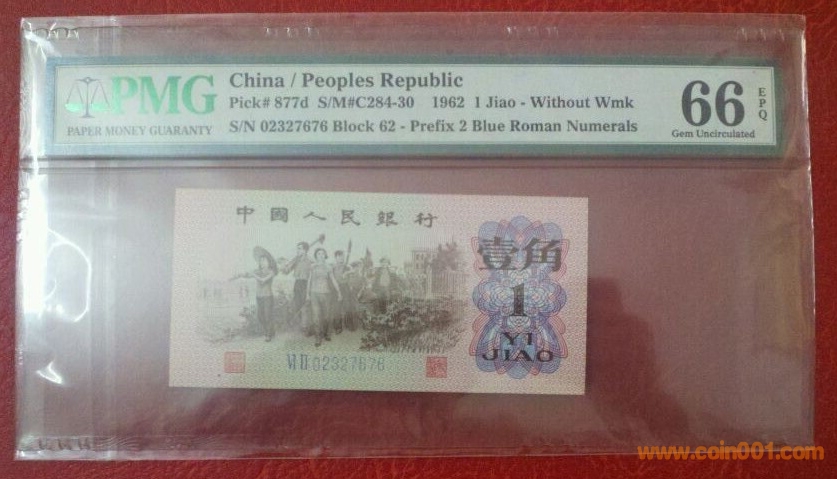 PMG
PAPER MONEY GUARANTY
China / Peoples Republic
Pick# 877d S/M#C284-30 1962 1 Jiao - Without Wmk
S/N 02327676 Block 62 - Prefix 2 Blue Roman Numerals
66
EPQ
Gem Uncirculated
中國人民銀行
壹角
1
YI
JIAO
VI II 02327676
www.coin001.com